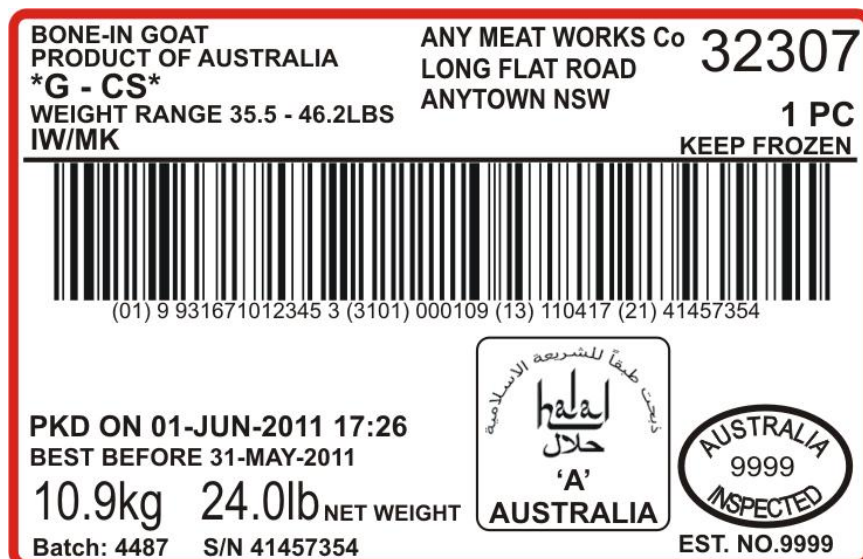 BONE-IN GOAT
PRODUCT OF AUSTRALIA
*G - CS*
WEIGHT RANGE 35.5 - 46.2LBS
IW/MK
ANY MEAT WORKS Co
LONG FLAT ROAD
ANYTOWN NSW
32307
1 PC
KEEP FROZEN
(01) 9 931671012345 3 (3101) 000109 (13) 110417 (21) 41457354
PKD ON 01-JUN-2011 17:26
BEST BEFORE 31-MAY-2011
10.9kg 24.0lb NET WEIGHT
Batch: 4487 S/N 41457354
ذبحت طبقاً للشريعة الاسلامية
halal
حلال
‘A’
AUSTRALIA
AUSTRALIA
9999
INSPECTED
EST. NO.9999